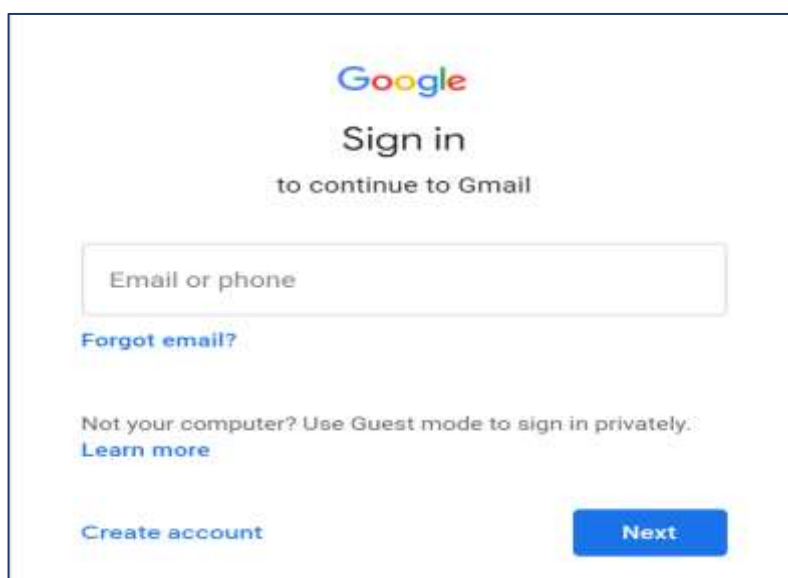 Google
Sign in
to continue to Gmail
Email or phone
Forgot email?
Not your computer? Use Guest mode to sign in privately.
Learn more
Create account
Next